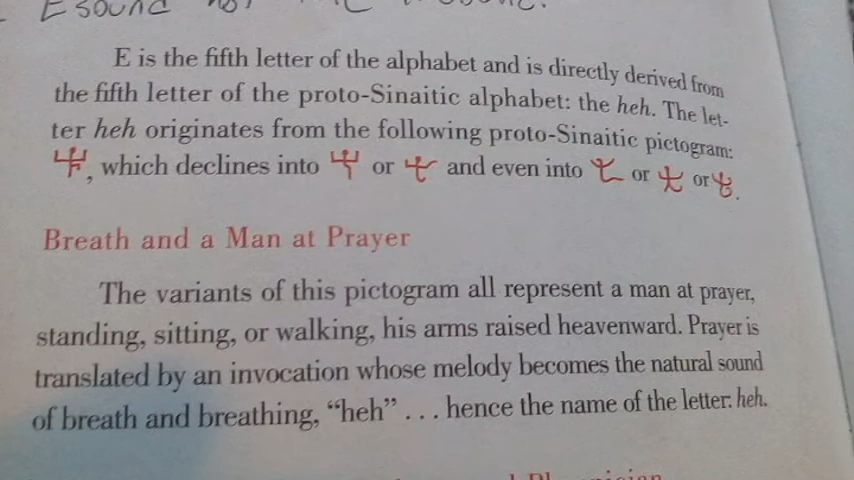 E sound not
E is the fifth letter of the alphabet and is directly derived from
the fifth letter of the proto-Sinaitic alphabet: the heh. The let-
ter heh originates from the following proto-Sinaitic pictogram:
, which declines into or and even into or or .
Breath and a Man at Prayer
The variants of this pictogram all represent a man at prayer,
standing, sitting, or walking, his arms raised heavenward. Prayer is
translated by an invocation whose melody becomes the natural sound
of breath and breathing, “heh” . . . hence the name of the letter: heh.